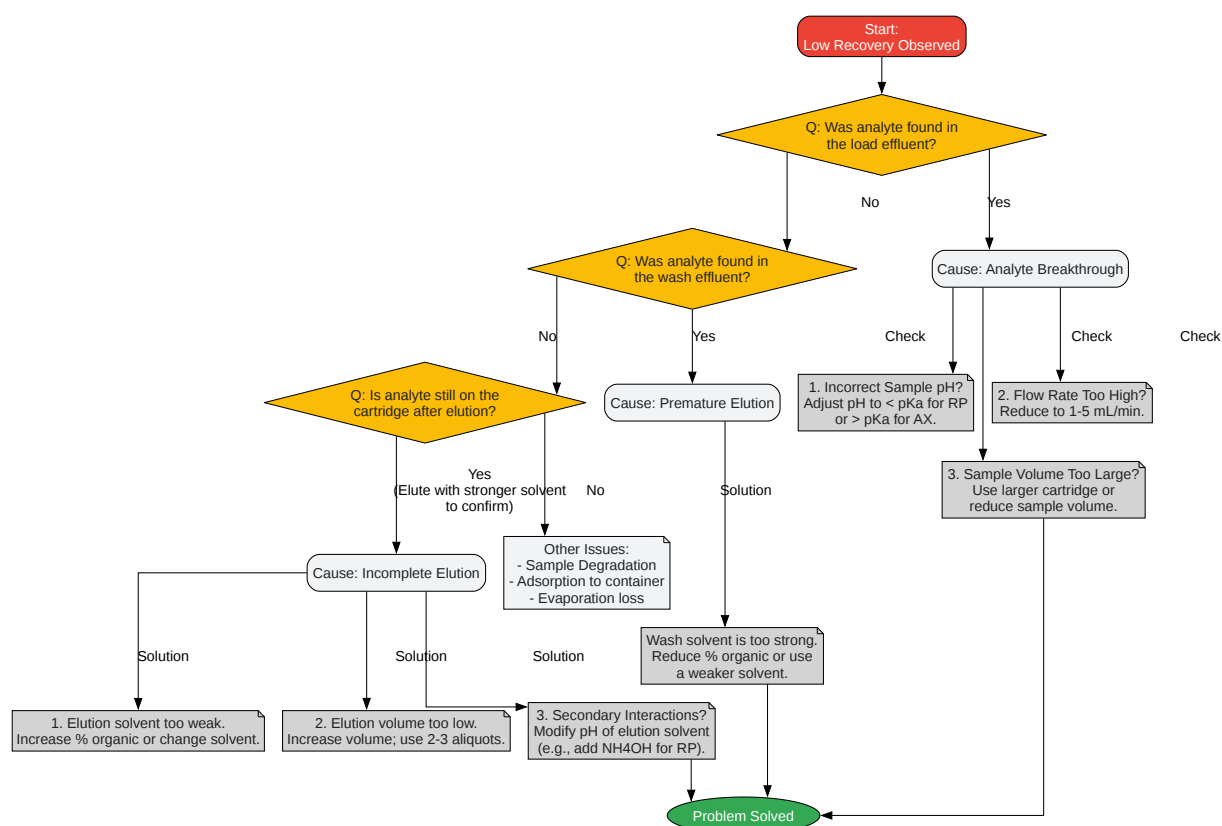 Start:
Low Recovery Observed
Q: Was analyte found in
the load effluent?
No
Yes
Q: Was analyte found in
the wash effluent?
Cause: Analyte Breakthrough
No
Yes
Check
Check
Check
Q: Is analyte still on the
cartridge after elution?
Cause: Premature Elution
1. Incorrect Sample pH?
Adjust pH to < pKa for RP
or > pKa for AX.
2. Flow Rate Too High?
Reduce to 1-5 mL/min.
Yes
(Elute with stronger solvent
to confirm)
No
Solution
3. Sample Volume Too Large?
Use larger cartridge or
reduce sample volume.
Cause: Incomplete Elution
Other Issues:
- Sample Degradation
- Adsorption to container
- Evaporation loss
Solution
Solution
Solution
Wash solvent is too strong.
Reduce % organic or use
a weaker solvent.
1. Elution solvent too weak.
Increase % organic or change solvent.
2. Elution volume too low.
Increase volume; use 2-3 aliquots.
3. Secondary Interactions?
Modify pH of elution solvent
(e.g., add NH4OH for RP).
Problem Solved